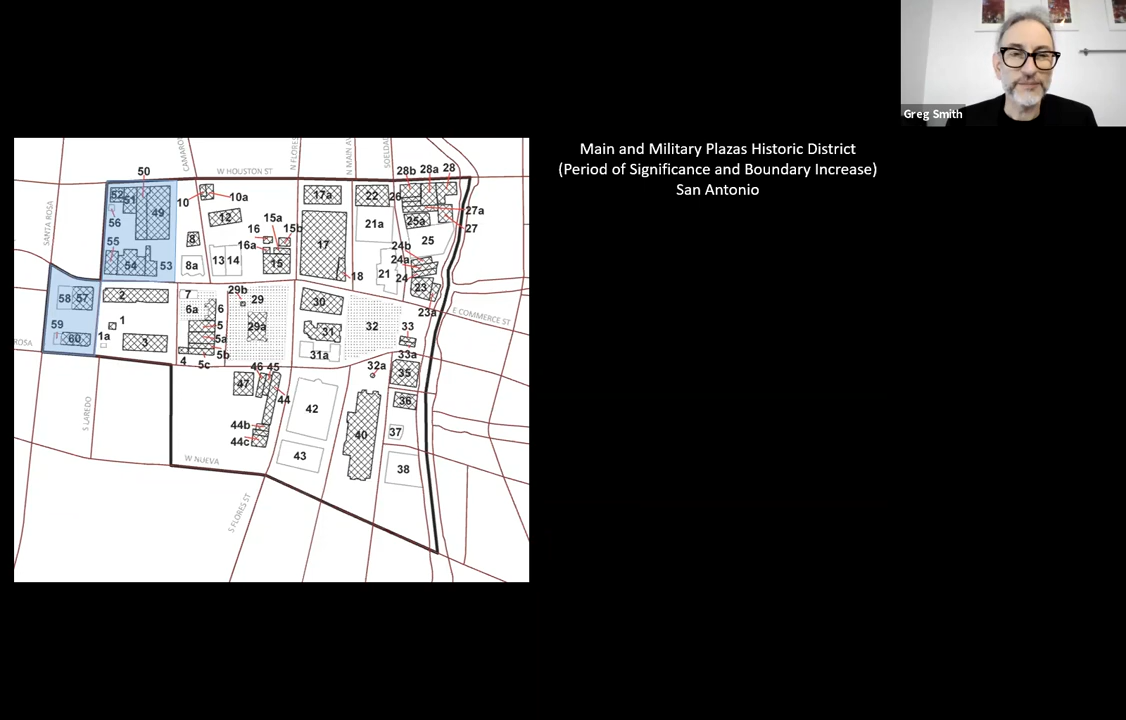 Greg Smith
Main and Military Plazas Historic District
(Period of Significance and Boundary Increase)
San Antonio
CAMARON
N FLORES
N MAIN AV
SOLEDAD
50
W HOUSTON ST
28b
28a
28
52
51
49
10
10a
17a
22
26
27a
56
12
15a
25a
27
SANTA ROSA
16
15b
21a
55
8
16a
17
25
24b
54
53
8a
13
14
15
18
24a
21
24
23
58
57
2
7
29b
29
30
23a
E COMMERCE ST
6a
6
59
1
5
29a
31
32
33
ROSA
60
1a
3
5a
5b
31a
33a
4
5c
46
45
32a
35
47
44
42
36
S LAREDO
44b
44c
40
37
W NUEVA
43
38
S FLORES ST